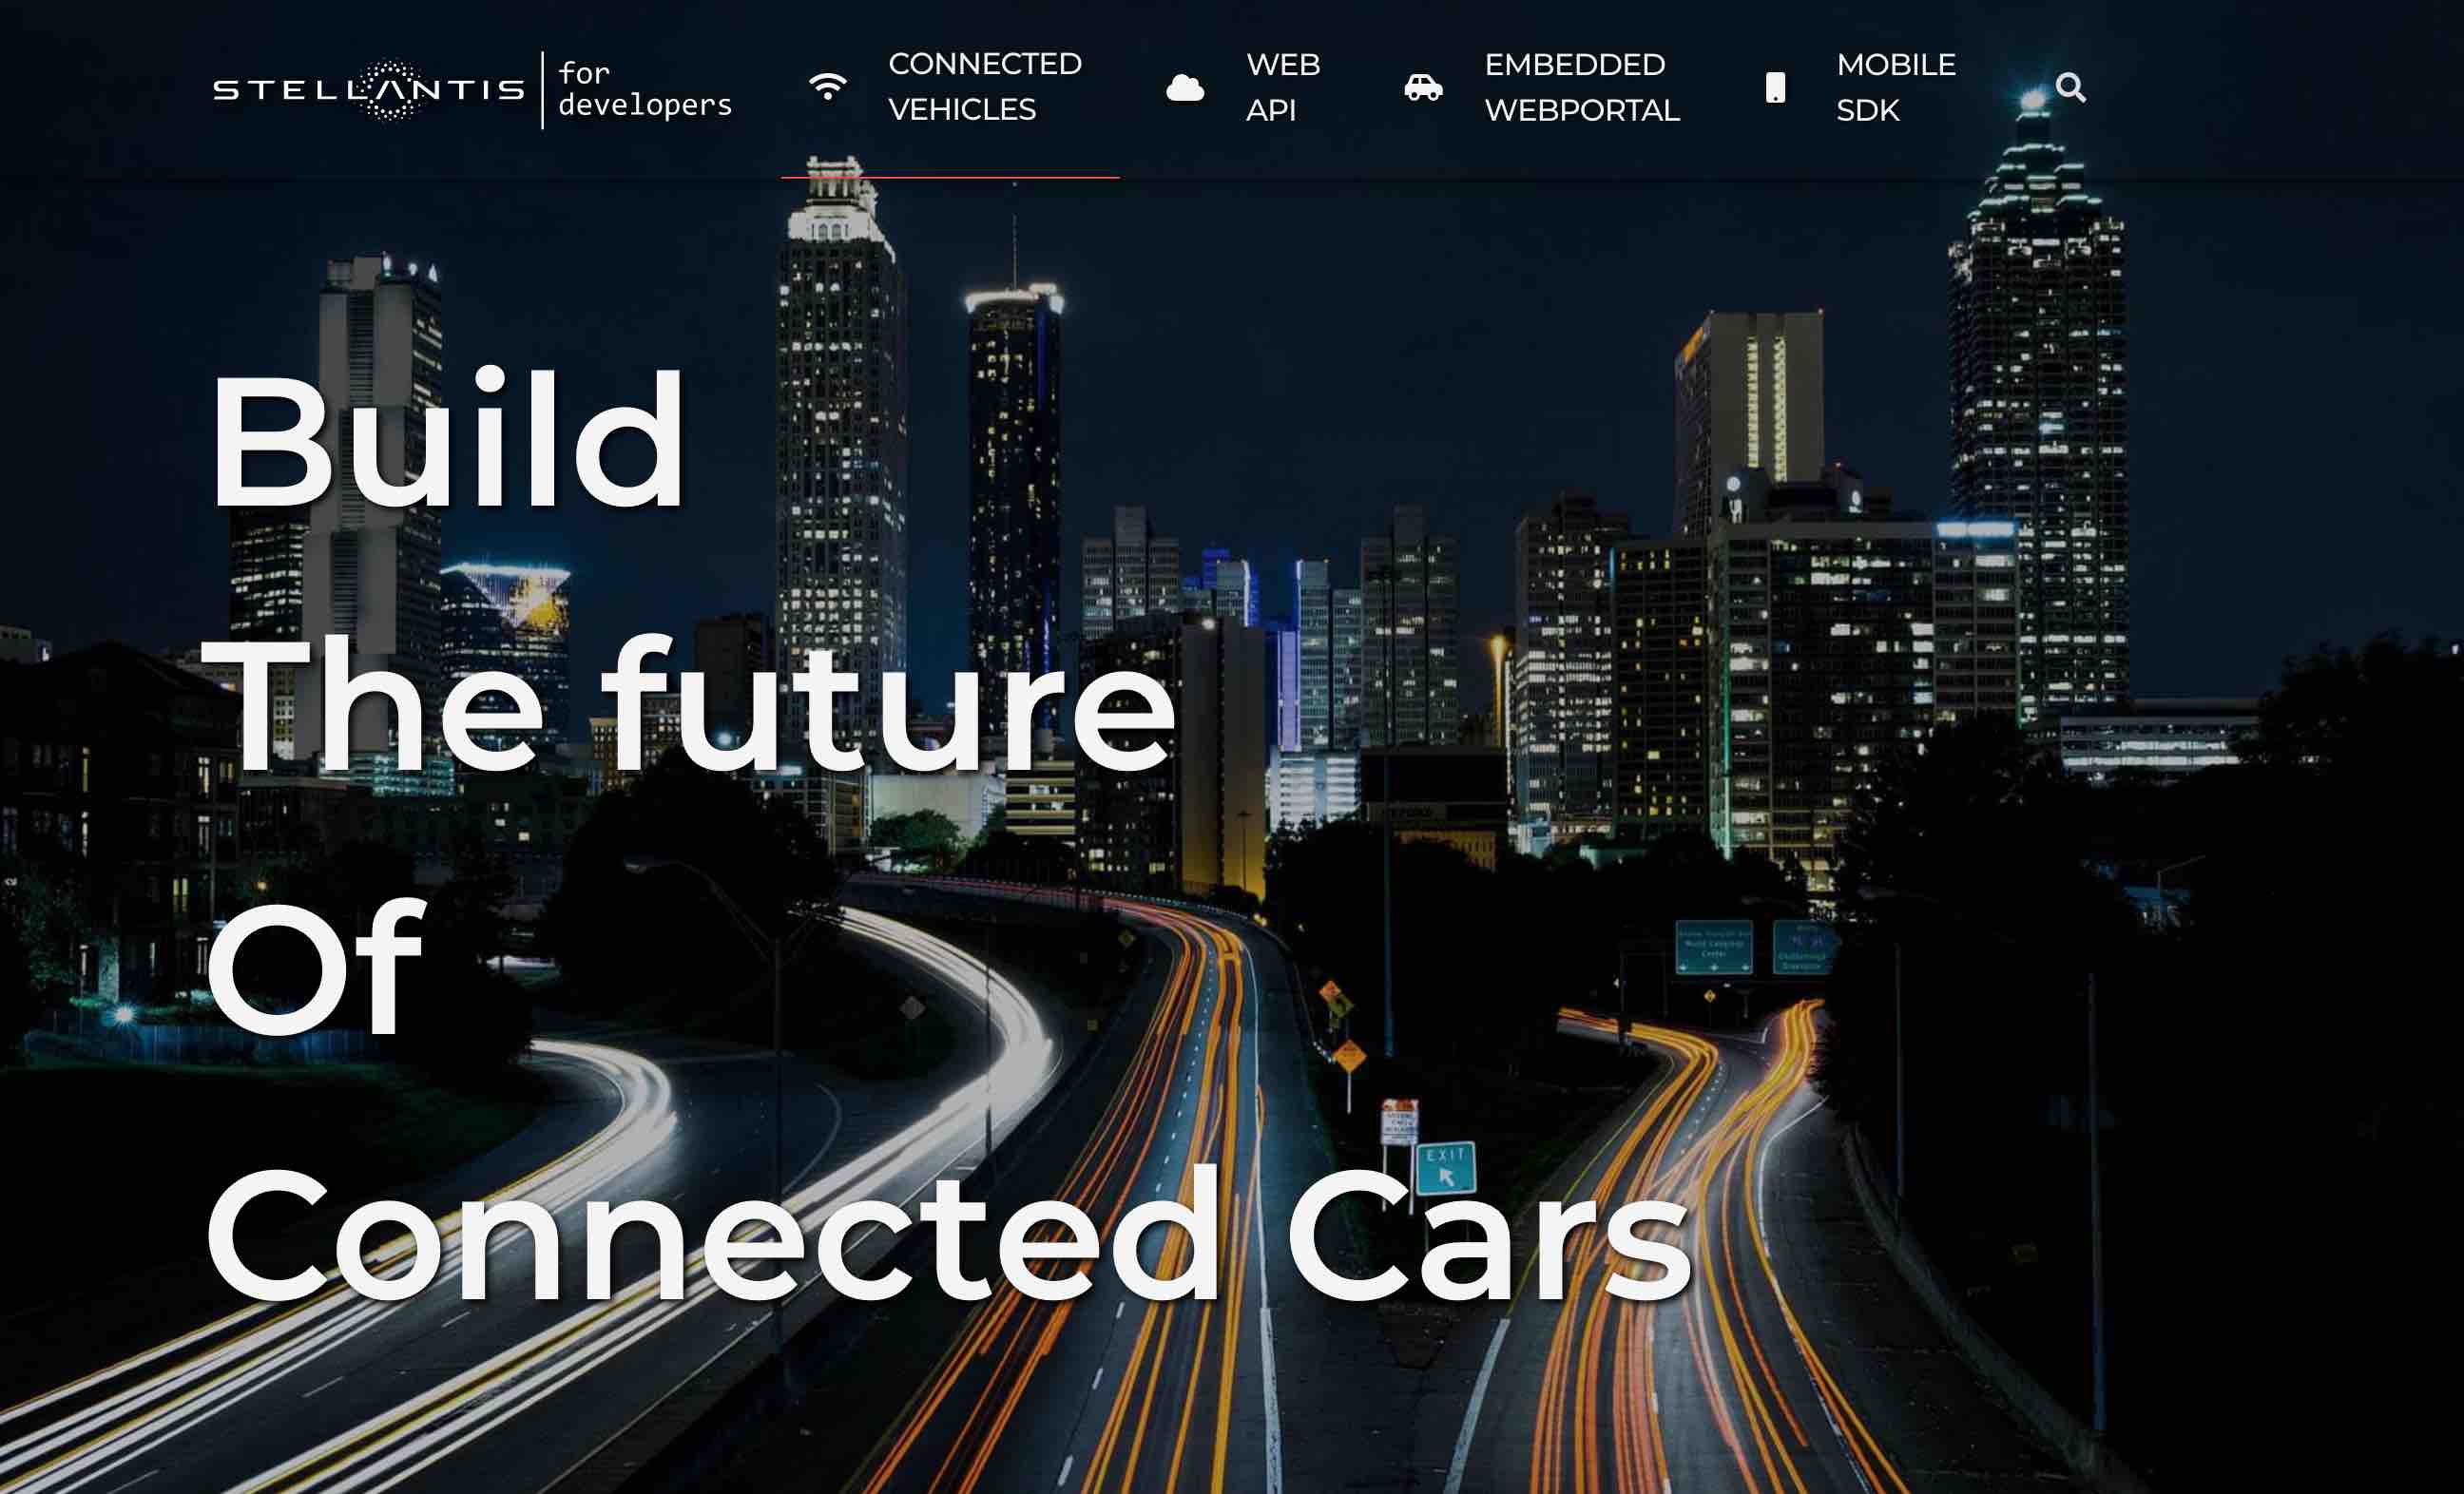 STELLANTIS
for
developers
CONNECTED
VEHICLES
WEB
API
EMBEDDED
WEBPORTAL
MOBILE
SDK
Build
The future
Of
Connected Cars
EXIT